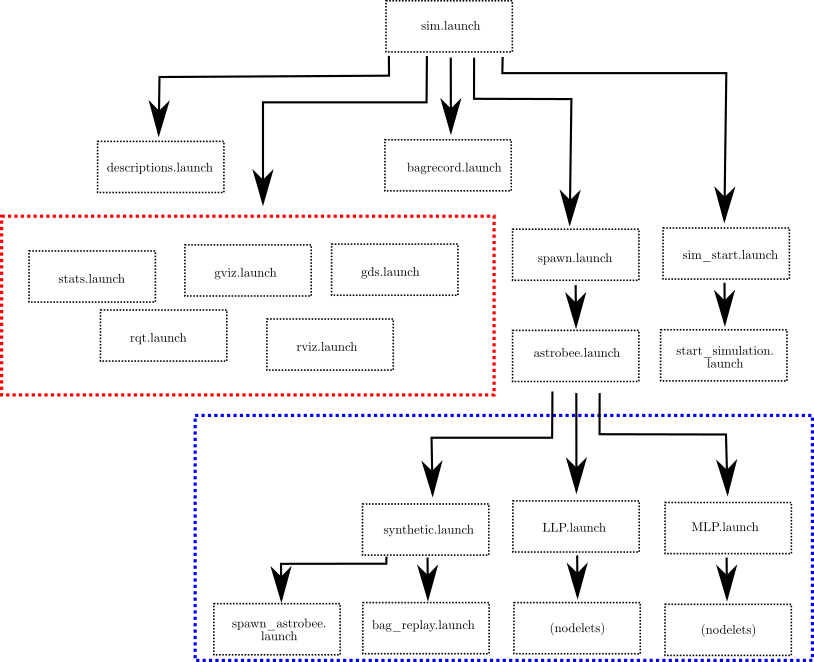 sim.launch
descriptions.launch
bagrecord.launch
spawn.launch
sim_start.launch
stats.launch
gviz.launch
gds.launch
rqt.launch
rviz.launch
astrobee.launch
start_simulation.
launch
synthetic.launch
LLP.launch
MLP.launch
spawn_astrobee.
launch
bag_replay.launch
(nodelets)
(nodelets)